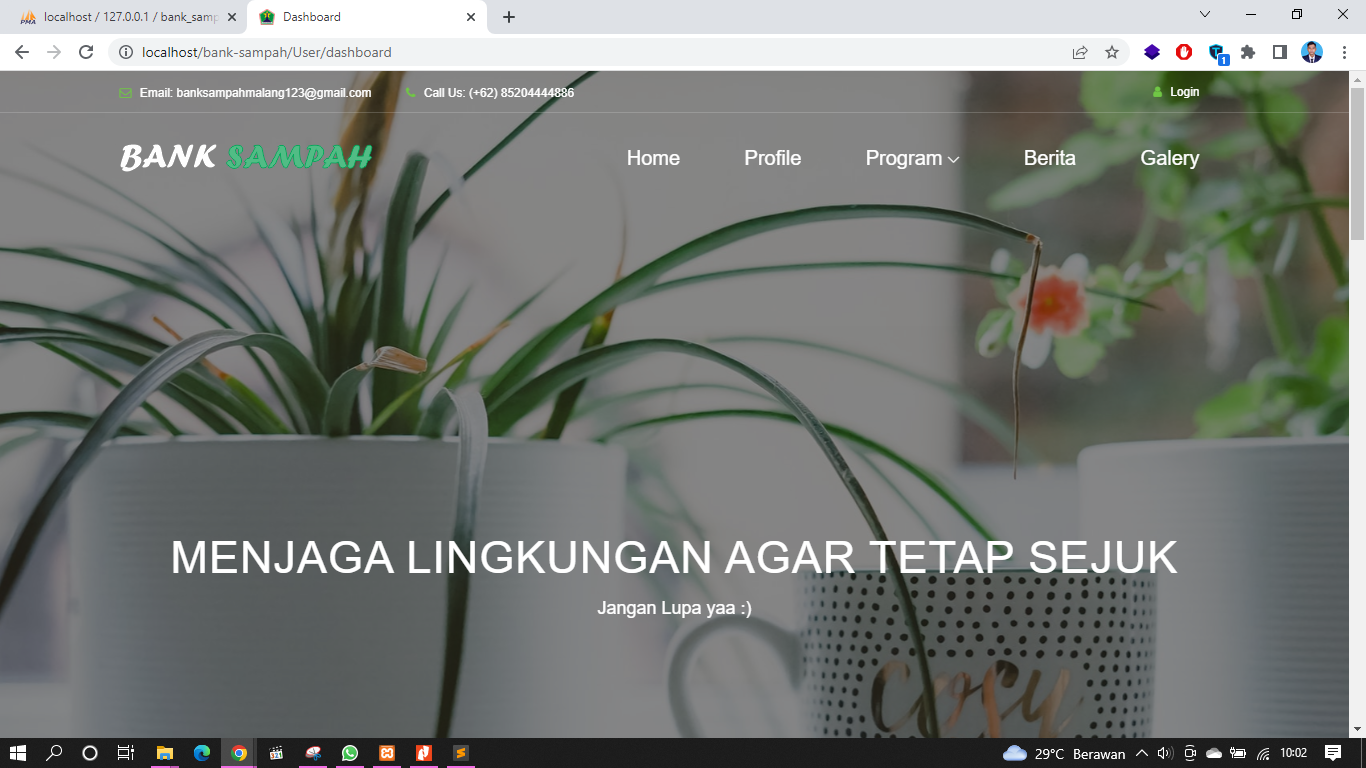 localhost / 127.0.0.1 / bank_samp
Dashboard
localhost/bank-sampah/User/dashboard
1
Email: banksampahmalang123@gmail.com
Call Us: (+62) 85204444886
Login
BANK SAMPAH
Home
Profile
Program
Berita
Galery
MENJAGA LINGKUNGAN AGAR TETAP SEJUK
Jangan Lupa yaa :)
cosy
29°C Berawan
10:02